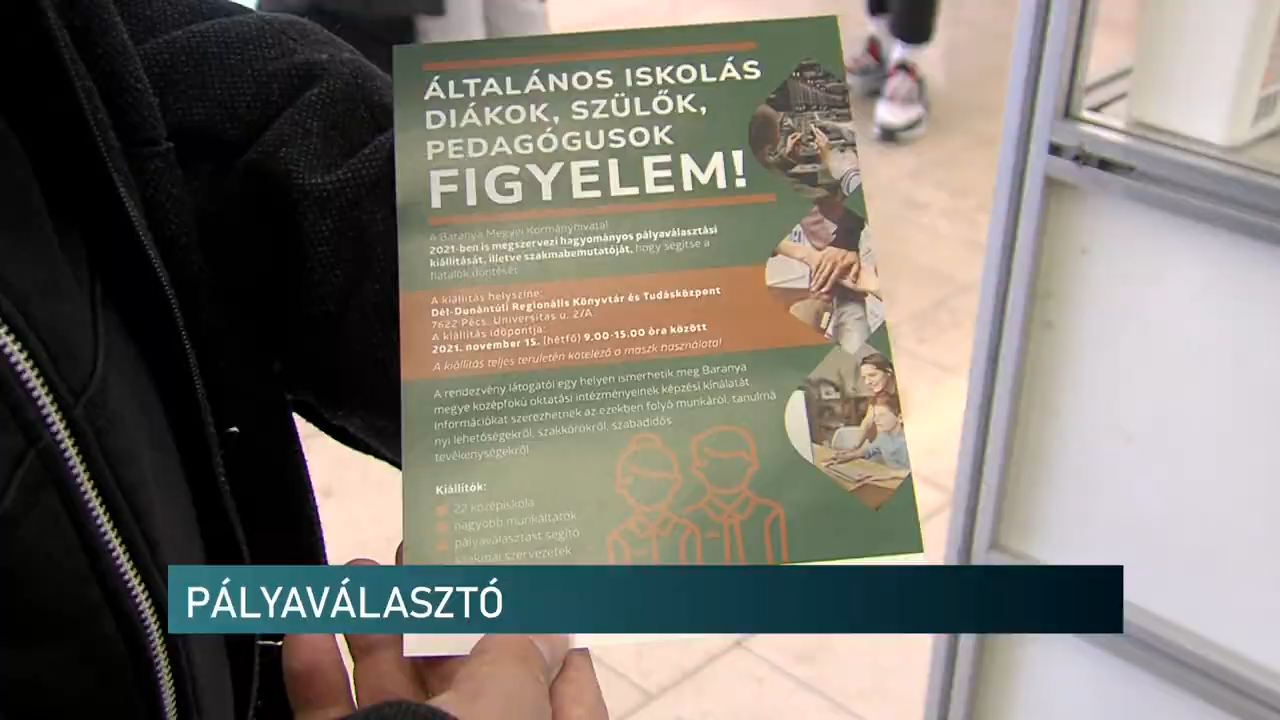 ÁLTALÁNOS ISKOLÁS
DIÁKOK, SZÜLŐK,
PEDAGÓGUSOK
FIGYELEM!
A Baranya Megyei Kormányhivatal
2021-ben is megszervezi hagyományos pályaválasztási
kiállítását, illetve szakmabemutatóját, hogy segítse a
fiatalok döntését.
A kiállítás helyszíne:
Dél-Dunántúli Regionális Könyvtár és Tudásközpont
7622 Pécs, Universitas u. 2/A
A kiállítás időpontja:
2021. november 15. (hétfő) 9.00-15.00 óra között
A kiállítás teljes területén kötelező a maszk használata!
A rendezvény látogatói egy helyen ismerhetik meg Baranya
megye középfokú oktatási intézményeinek képzési kínálatát,
információkat szerezhetnek az ezekben folyó munkáról, tanulmá
nyi lehetőségekről, szakkörökről, szabadidős
tevékenységekről.
Kiállítók:
22 középiskola
nagyobb munkáltatók
pályaválasztást segítő
szakmai szervezetek
PÁLYAVÁLASZTÓ